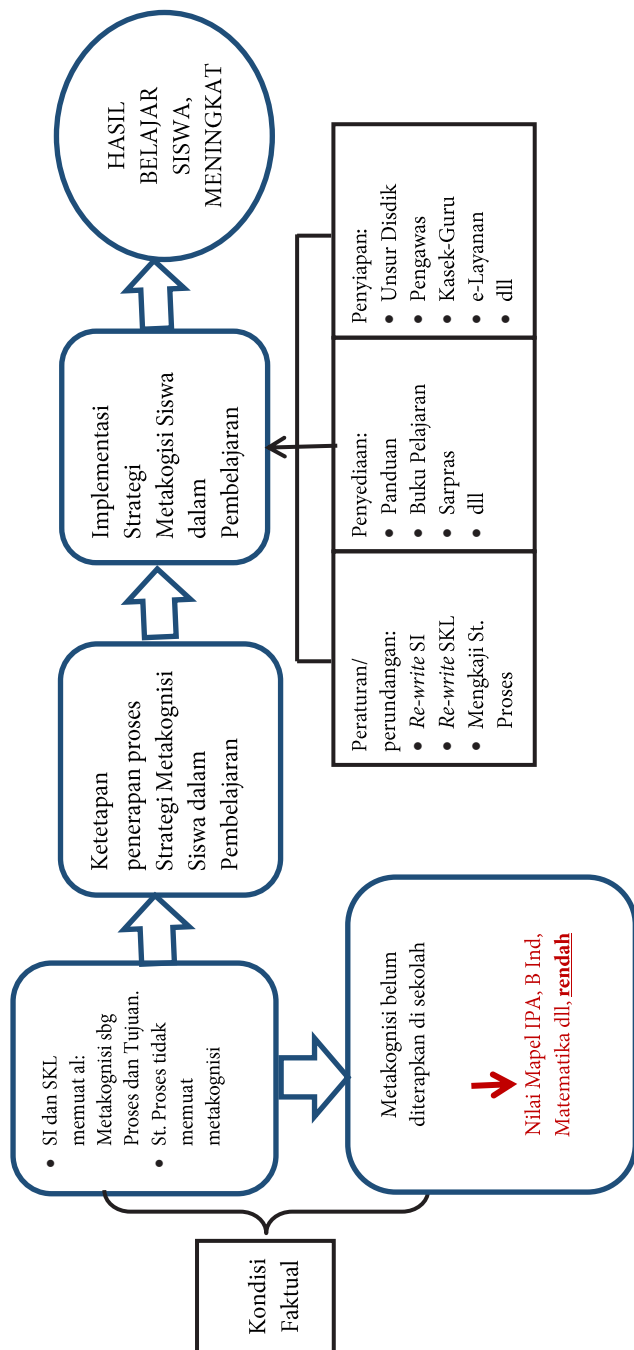 Kondisi
Faktual
• SI dan SKL
memuat al:
Metakognisi sbg
Proses dan Tujuan.
• St. Proses tidak
memuat
metakognisi
Metakognisi belum
diterapkan di sekolah
Nilai Mapel IPA, B Ind,
Matematika dll, rendah
Ketetapan
penerapan proses
Strategi Metakognisi
Siswa dalam
Pembelajaran
Implementasi
Strategi
Metakogisi Siswa
dalam
Pembelajaran
HASIL
BELAJAR
SISWA,
MENINGKAT
Peraturan/
perundangan:
• Re-write SI
• Re-write SKL
• Mengkaji St.
Proses
Penyediaan:
• Panduan
• Buku Pelajaran
• Sarpras
• dll
Penyiapan:
• Unsur Disdik
• Pengawas
• Kasek-Guru
• e-Layanan
• dll